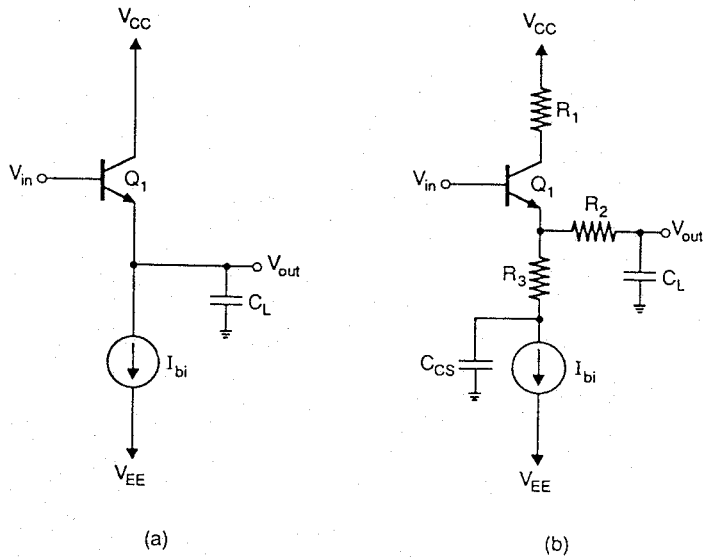 V_CC
V_in
Q_1
V_out
C_L
I_bi
V_EE
(a)
V_CC
R_1
V_in
Q_1
R_2
V_out
R_3
C_L
C_CS
I_bi
V_EE
(b)